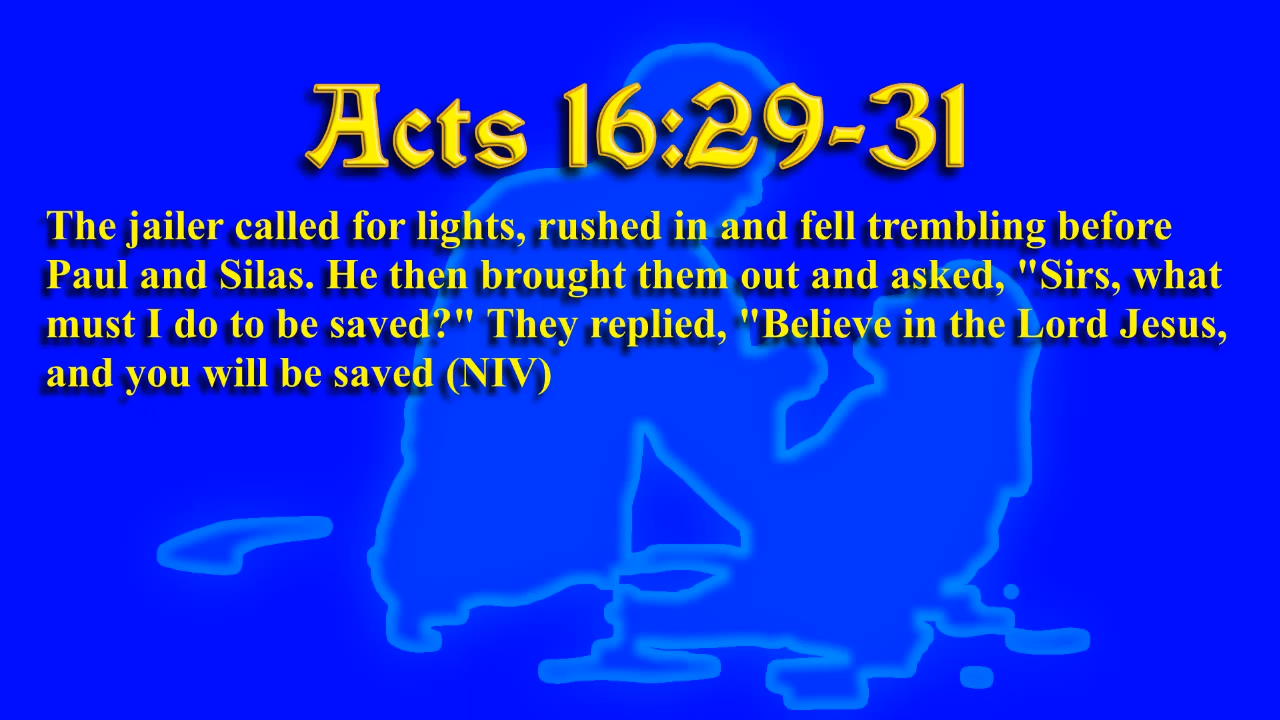 Acts 16:29-31
The jailer called for lights, rushed in and fell trembling before
Paul and Silas. He then brought them out and asked, "Sirs, what
must I do to be saved?" They replied, "Believe in the Lord Jesus,
and you will be saved (NIV)